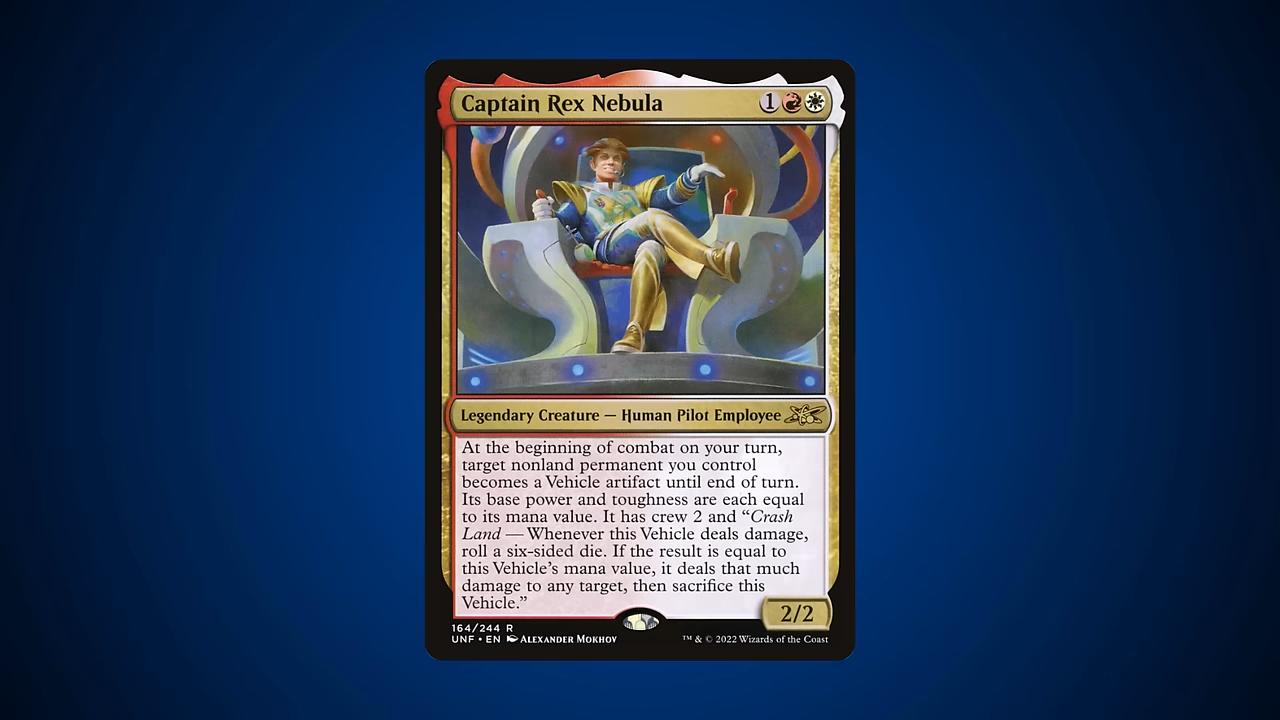 Captain Rex Nebula 1
Legendary Creature — Human Pilot Employee
At the beginning of combat on your turn,
target nonland permanent you control
becomes a Vehicle artifact until end of turn.
Its base power and toughness are each equal
to its mana value. It has crew 2 and “Crash
Land — Whenever this Vehicle deals damage,
roll a six-sided die. If the result is equal to
this Vehicle’s mana value, it deals that much
damage to any target, then sacrifice this
Vehicle.”
2/2
164/244 R
UNF • EN ALEXANDER MOKHOV ™ & © 2022 Wizards of the Coast